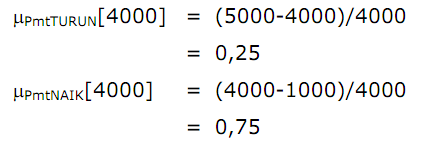 μPmtTURUN[4000] = (5000-4000)/4000
= 0,25
μPmtNAIK[4000] = (4000-1000)/4000
= 0,75